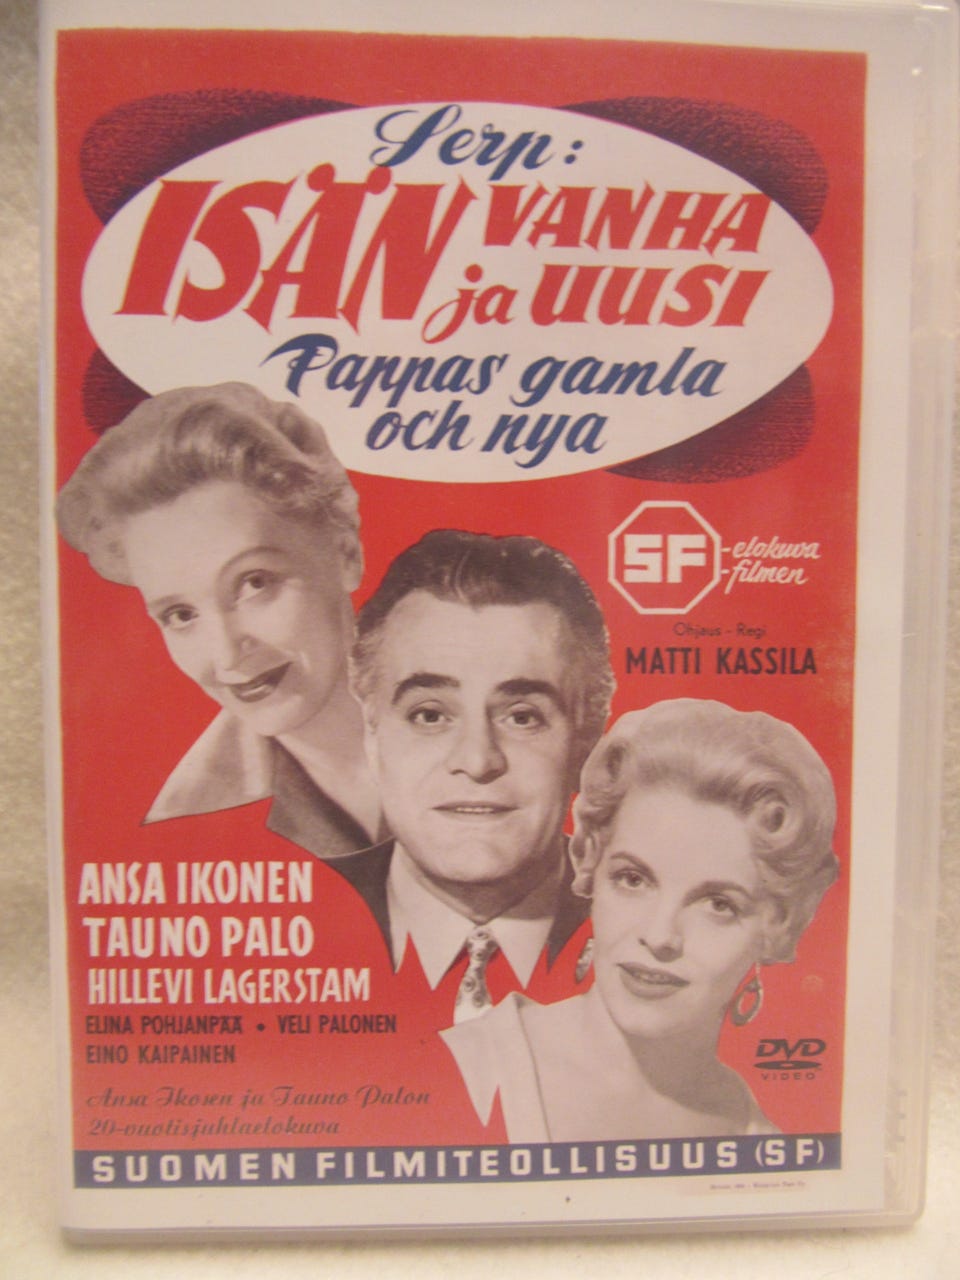 Serp:
ISÄN VANHA
ja UUSI
Pappas gamla
och nya
SF -elokuva
-filmen
Ohjaus - Regi
MATTI KASSILA
ANSA IKONEN
TAUNO PALO
HILLEVI LAGERSTAM
ELINA POHJANPÄÄ • VELI PALONEN
EINO KAIPAINEN
DVD
VIDEO
Ansa Ikosen ja Tauno Palon
20-vuotisjuhlaelokuva
SUOMEN FILMITEOLLISUUS (SF)